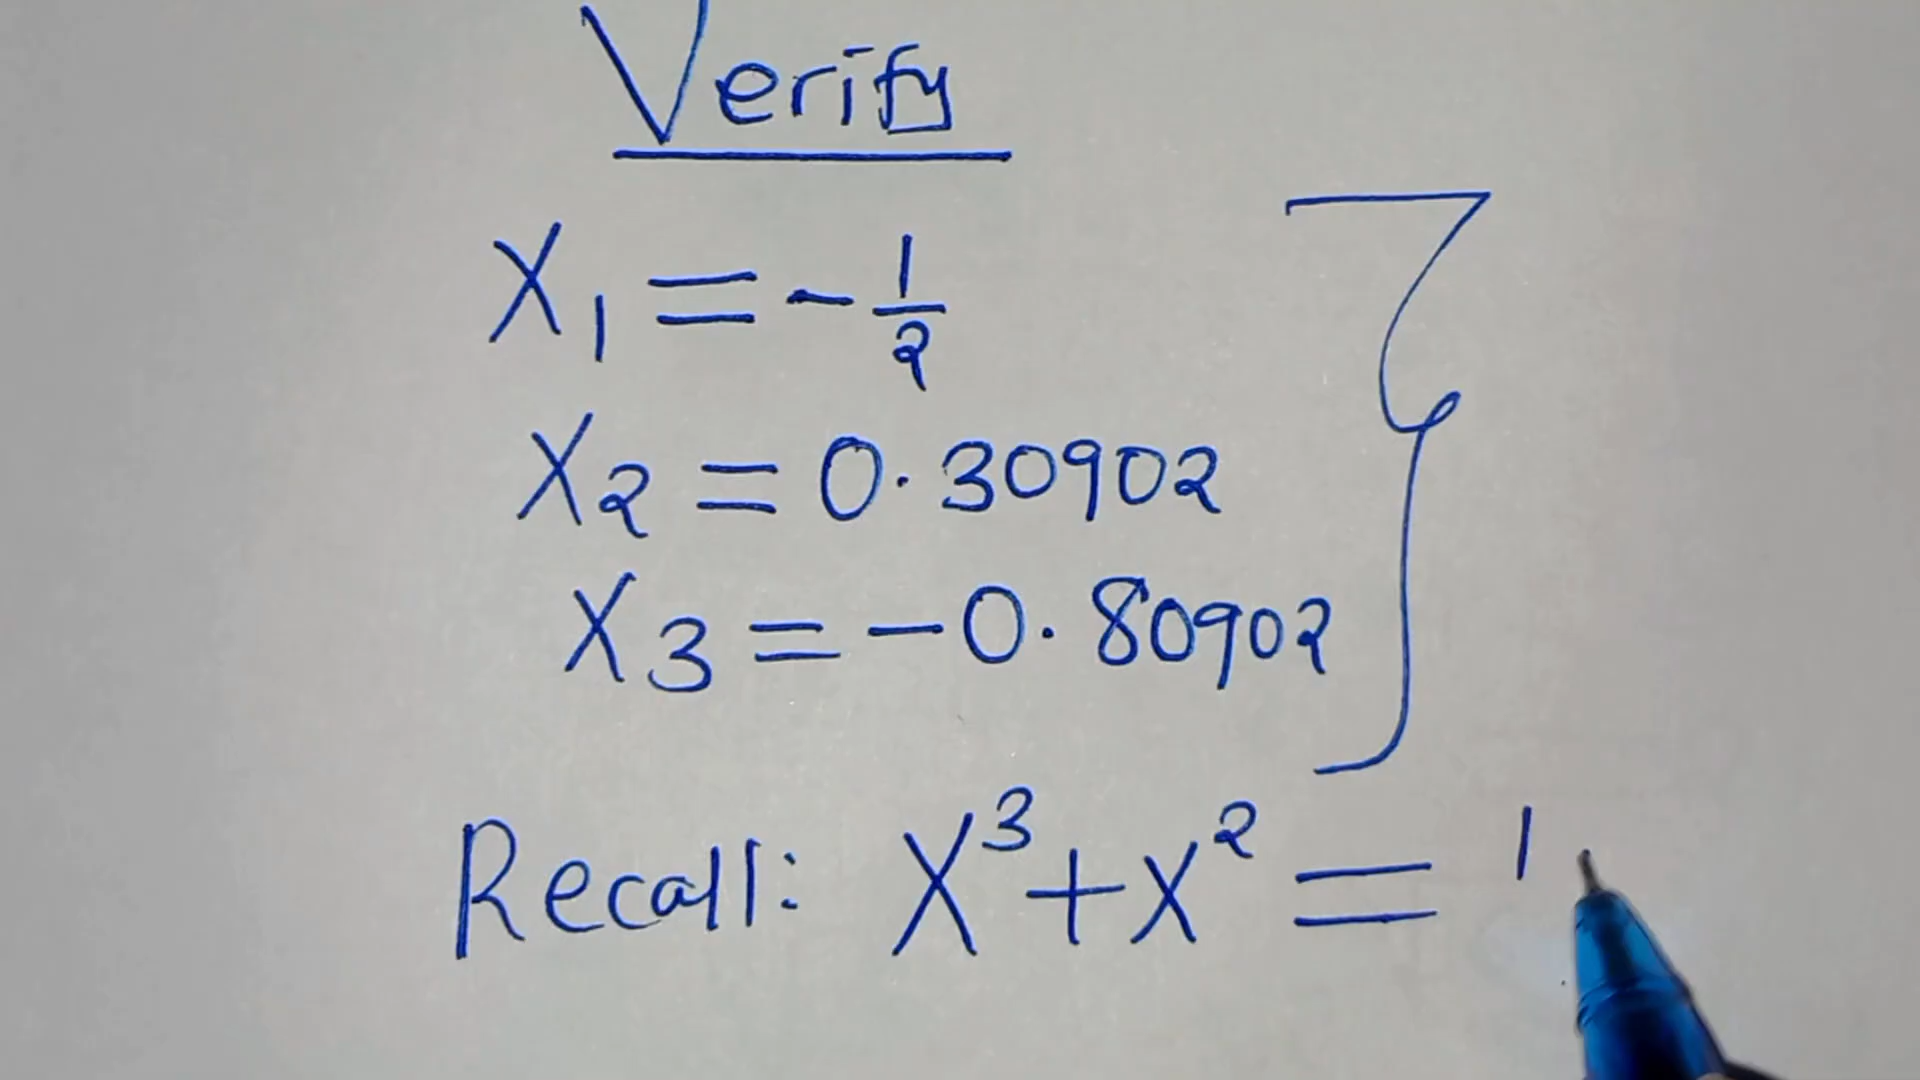 Verify
X₁ = -1/2
X₂ = 0.30902
X₃ = -0.80902
Recall: X³+X² = 1